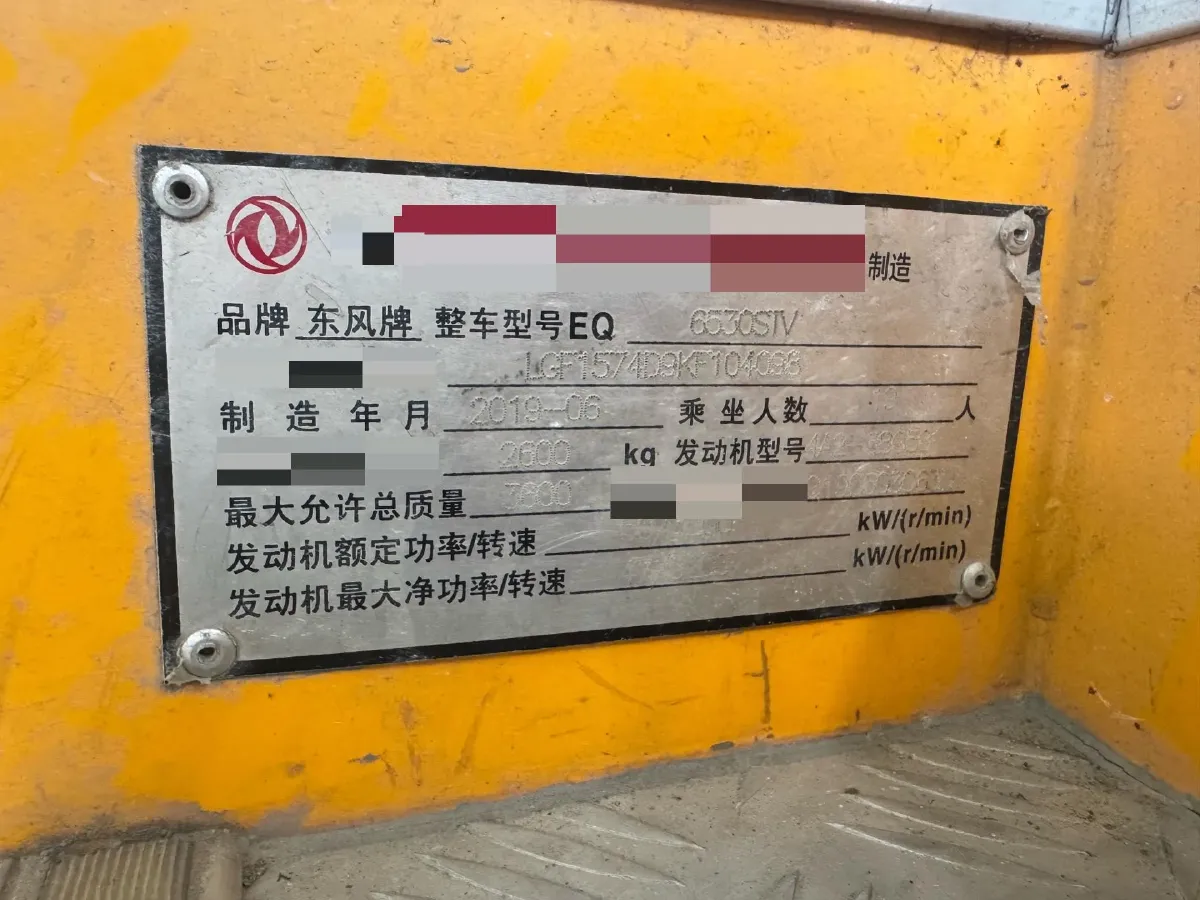 制造
品牌 东风牌 整车型号EQ 6530SIV
LGF1574D9KF104098
制造年月 2019-06 乘坐人数 人
2600 kg 发动机型号
最大允许总质量
发动机额定功率/转速 kW/(r/min)
发动机最大净功率/转速 kW/(r/min)